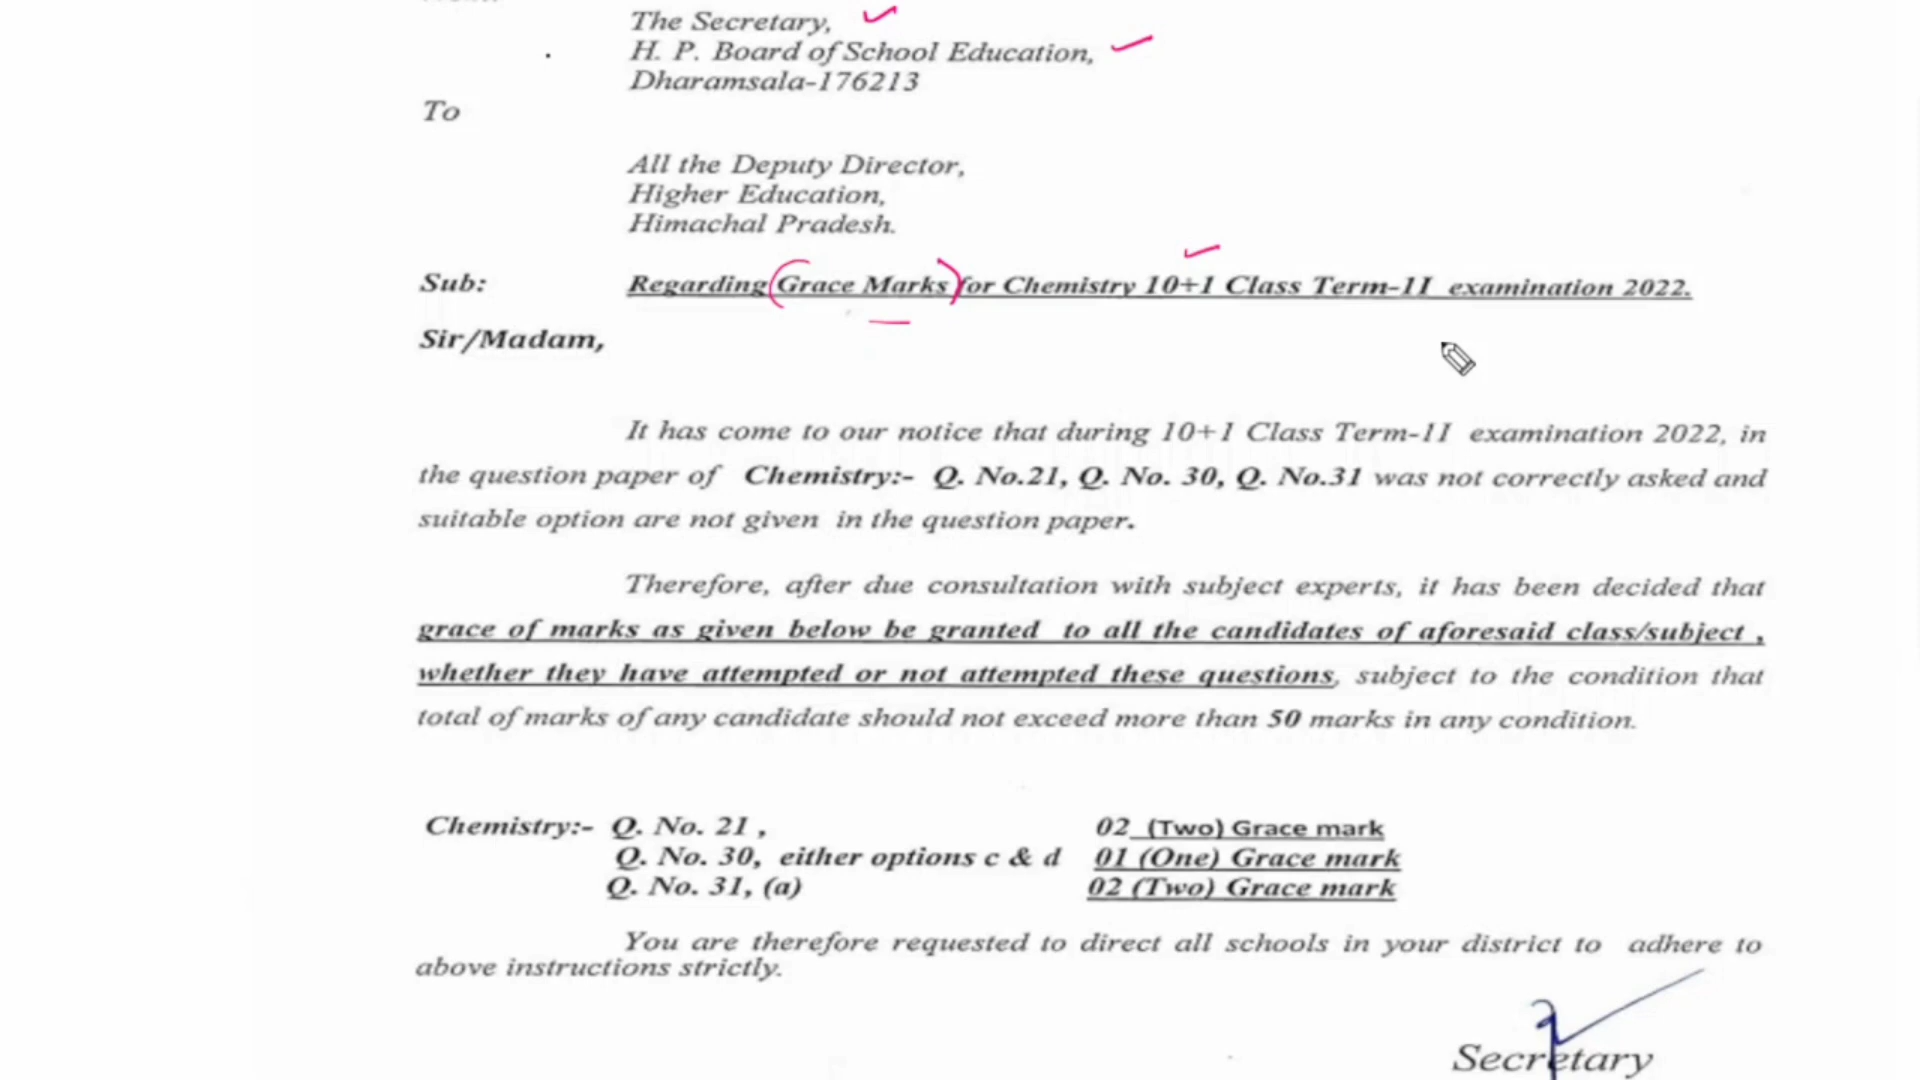 The Secretary,
H. P. Board of School Education,
Dharamsala-176213
To
All the Deputy Director,
Higher Education,
Himachal Pradesh.
Sub: Regarding Grace Marks for Chemistry 10+1 Class Term-1I examination 2022.
Sir/Madam,
It has come to our notice that during 10+1 Class Term-1I examination 2022, in
the question paper of Chemistry:- Q. No.21, Q. No. 30, Q. No.31 was not correctly asked and
suitable option are not given in the question paper.
Therefore, after due consultation with subject experts, it has been decided that
grace of marks as given below be granted to all the candidates of aforesaid class/subject ,
whether they have attempted or not attempted these questions, subject to the condition that
total of marks of any candidate should not exceed more than 50 marks in any condition.
Chemistry:- Q. No. 21 , 02 (Two) Grace mark
Q. No. 30, either options c & d 01 (One) Grace mark
Q. No. 31, (a) 02 (Two) Grace mark
You are therefore requested to direct all schools in your district to adhere to
above instructions strictly.
Secretary